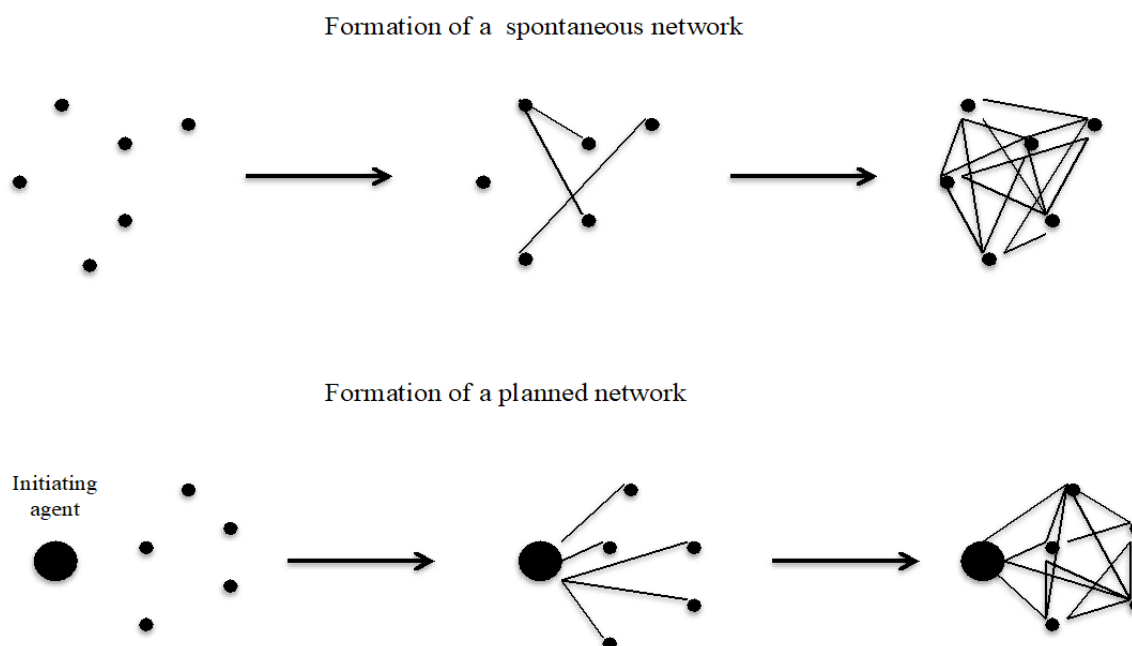 Formation of a  spontaneous network
Formation of a planned network
Initiating
agent